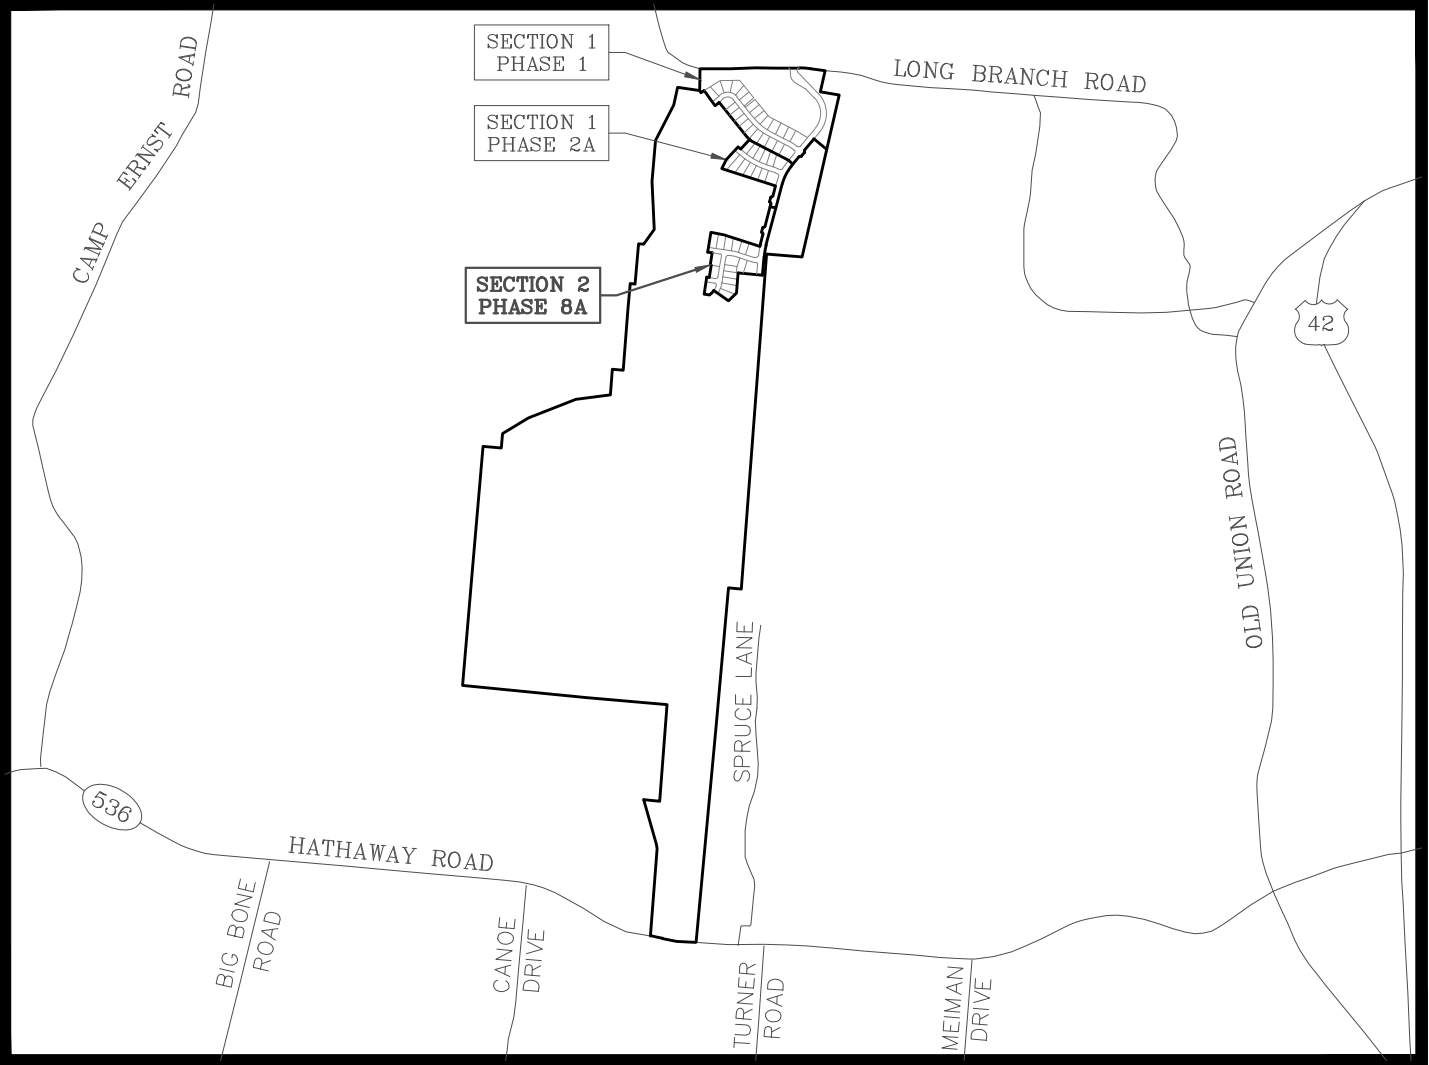 SECTION 1
PHASE 1
SECTION 1
PHASE 2A
SECTION 2
PHASE 8A
LONG BRANCH ROAD
CAMP ERNST ROAD
42
OLD UNION ROAD
SPRUCE LANE
536
HATHAWAY ROAD
BIG BONE
ROAD
CANOE
DRIVE
TURNER
ROAD
MEIMAN
DRIVE